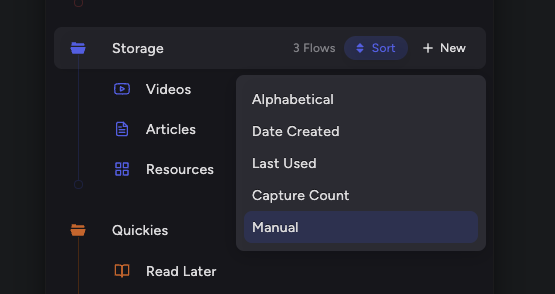 Storage 3 Flows Sort New
Videos
Alphabetical
Articles
Date Created
Last Used
Resources
Capture Count
Quickies
Manual
Read Later